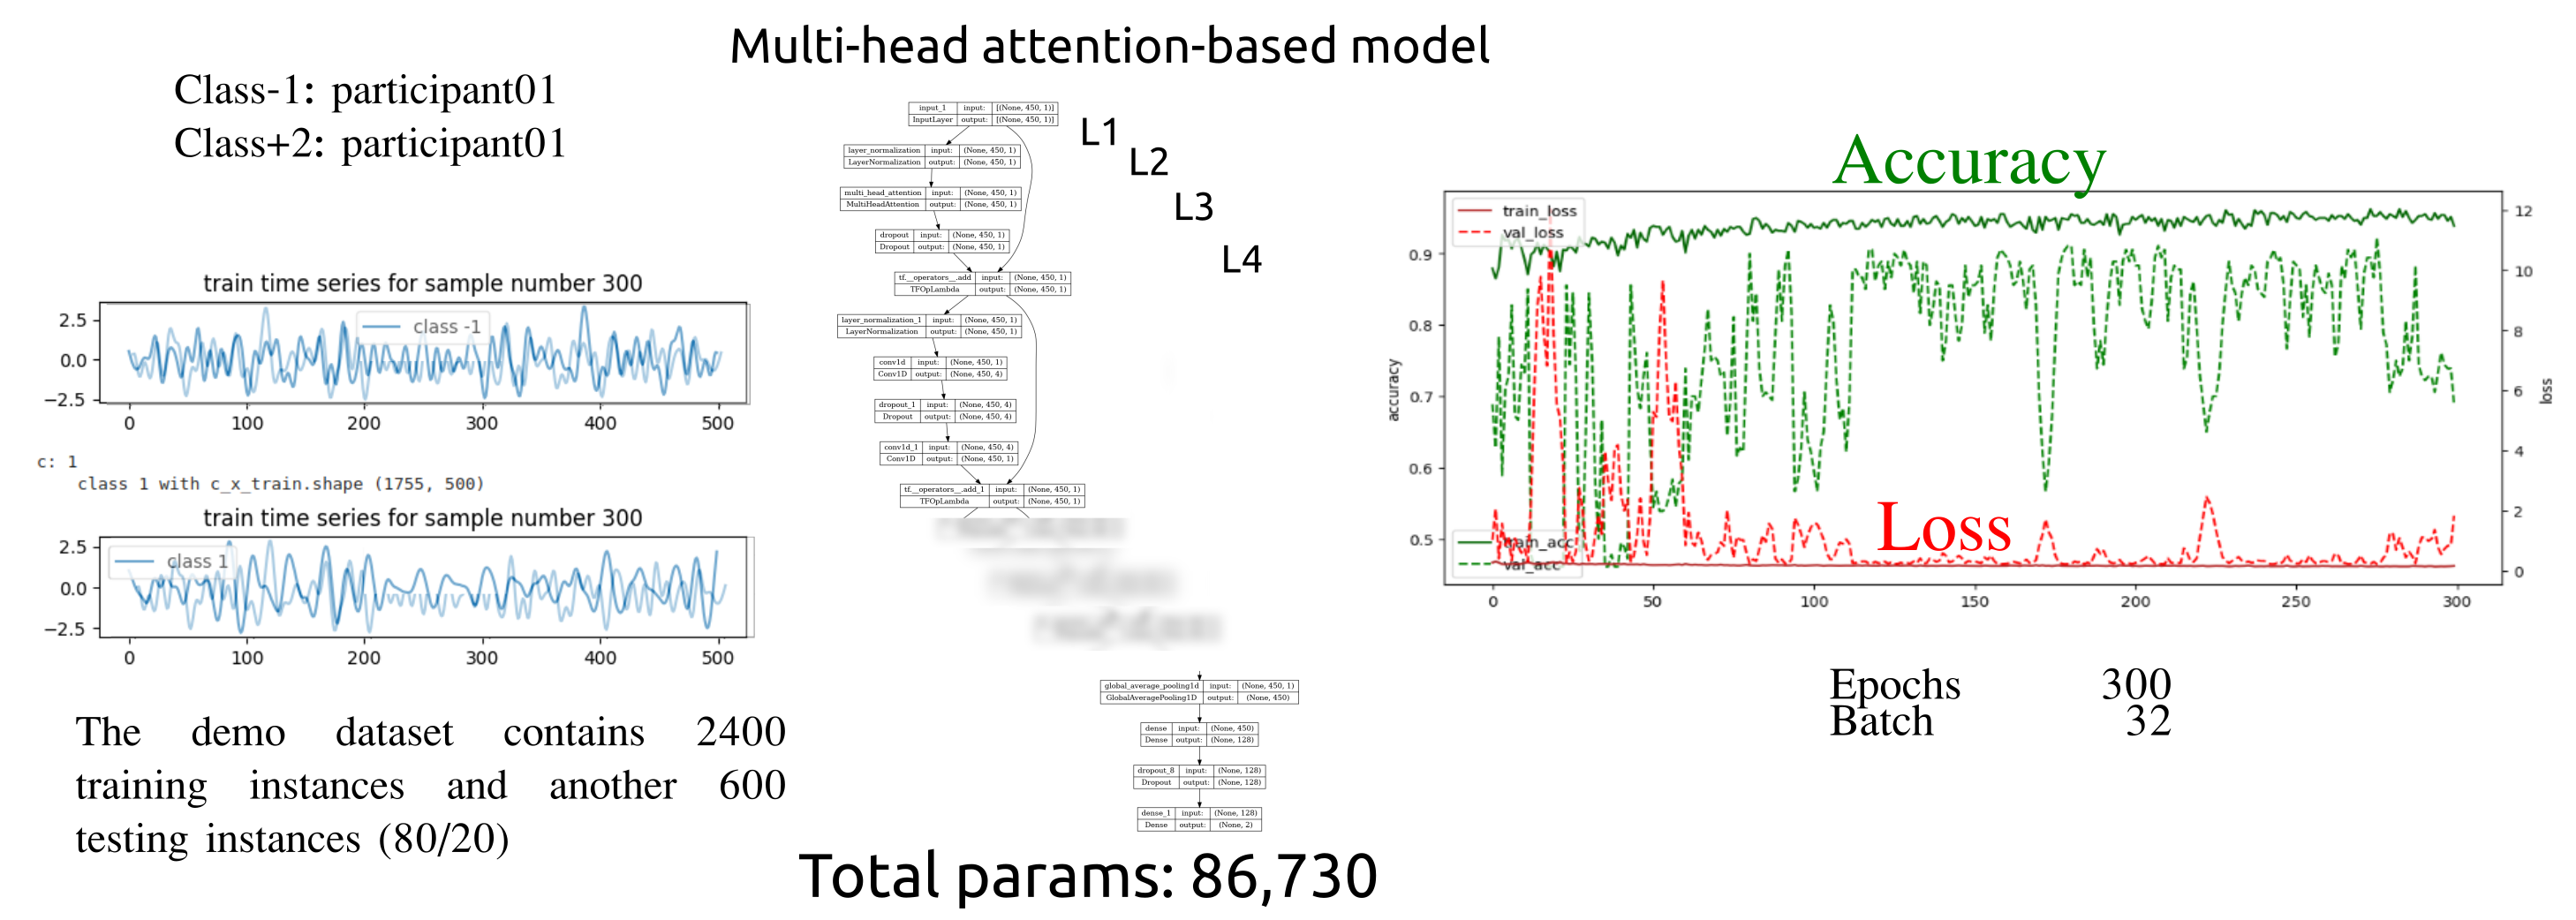 Multi-head attention-based model
Class-1: participant01
Class+2: participant01
train time series for sample number 300
class -1
2.5
0.0
−2.5
0 100 200 300 400 500
c: 1
class 1 with c_x_train.shape (1755, 500)
train time series for sample number 300
class 1
2.5
0.0
−2.5
0 100 200 300 400 500
The demo dataset contains 2400
training instances and another 600
testing instances (80/20)
input_1 input: [(None, 450, 1)]
InputLayer output: [(None, 450, 1)]
layer_normalization input: (None, 450, 1)
LayerNormalization output: (None, 450, 1)
multi_head_attention input: (None, 450, 1)
MultiHeadAttention output: (None, 450, 1)
dropout input: (None, 450, 1)
Dropout output: (None, 450, 1)
tf.__operators__.add input: (None, 450, 1)
TFOpLambda output: (None, 450, 1)
layer_normalization_1 input: (None, 450, 1)
LayerNormalization output: (None, 450, 1)
conv1d input: (None, 450, 1)
Conv1D output: (None, 450, 4)
dropout_1 input: (None, 450, 4)
Dropout output: (None, 450, 4)
conv1d_1 input: (None, 450, 4)
Conv1D output: (None, 450, 1)
tf.__operators__.add_1 input: (None, 450, 1)
TFOpLambda output: (None, 450, 1)
L1
L2
L3
L4
global_average_pooling1d input: (None, 450, 1)
GlobalAveragePooling1D output: (None, 450)
dense input: (None, 450)
Dense output: (None, 128)
dropout_8 input: (None, 128)
Dropout output: (None, 128)
dense_1 input: (None, 128)
Dense output: (None, 2)
Total params: 86,730
Accuracy
train_loss
val_loss
0.9
0.8
0.7
0.6
0.5
accuracy
12
10
8
6
4
2
0
loss
Loss
train_acc
val_acc
0 50 100 150 200 250 300
Epochs 300
Batch 32